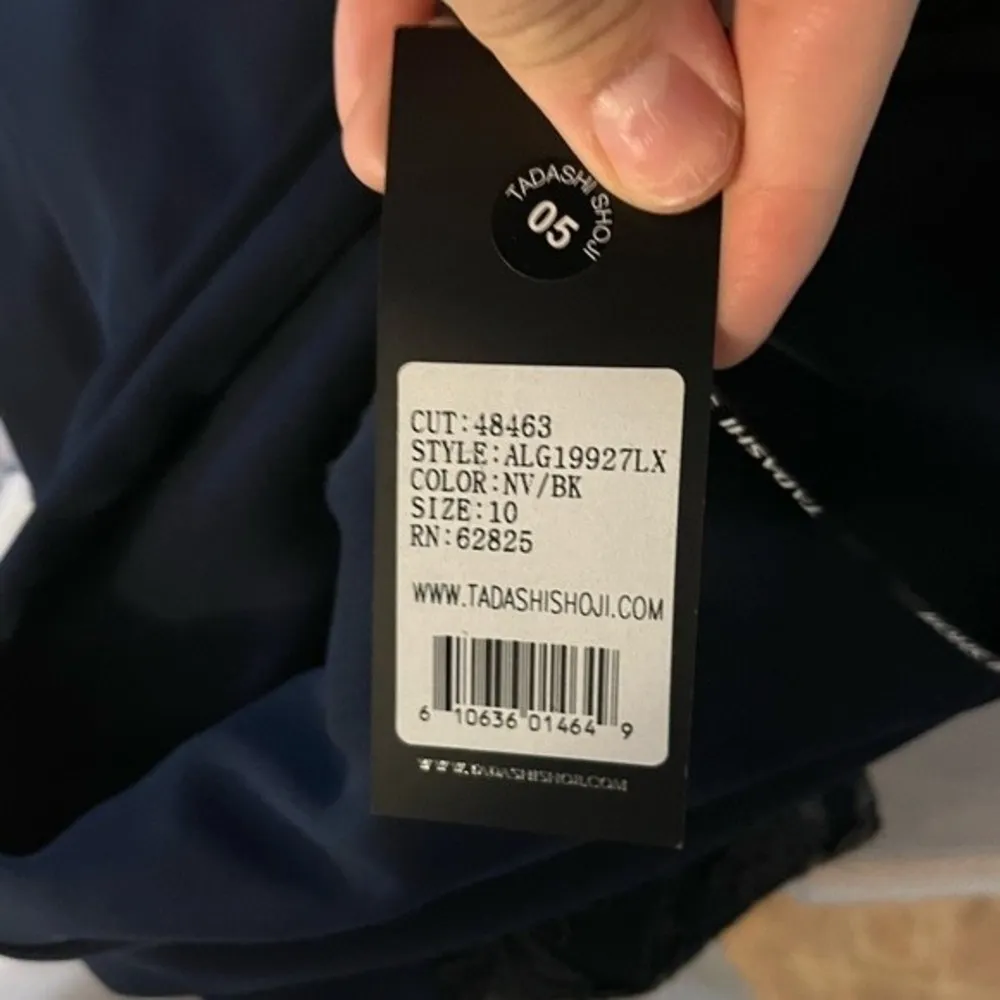 TADASHI SHOJI
05
CUT:48463
STYLE:ALG19927LX
COLOR:NV/BK
SIZE:10
RN:62825
WWW.TADASHISHOJI.COM
6 10636 01464 9
WWW.TADASHISHOJI.COM
TADASHI